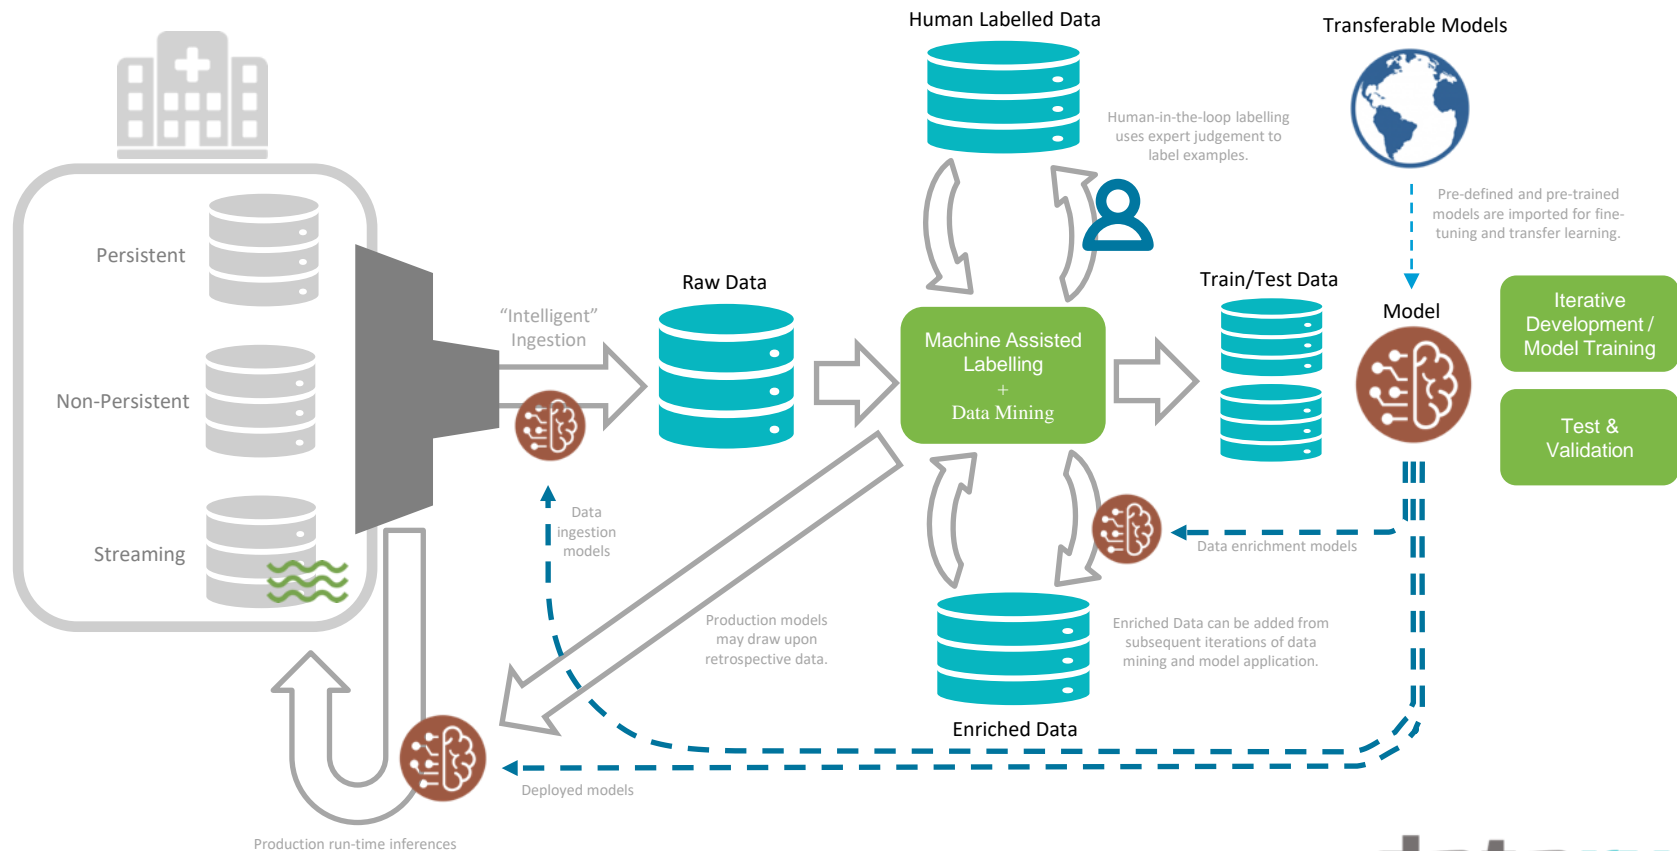 Human Labelled Data
Transferable Models
Human-in-the-loop labelling
uses expert judgement to
label examples.
Pre-defined and pre-trained
models are imported for fine-
tuning and transfer learning.
Persistent
Non-Persistent
Streaming
"Intelligent"
Ingestion
Raw Data
Machine Assisted
Labelling
+
Data Mining
Train/Test Data
Model
Iterative
Development /
Model Training
Test &
Validation
Data
ingestion
models
Data enrichment models
Production models
may draw upon
retrospective data.
Enriched Data can be added from
subsequent iterations of data
mining and model application.
Enriched Data
Deployed models
Production run-time inferences